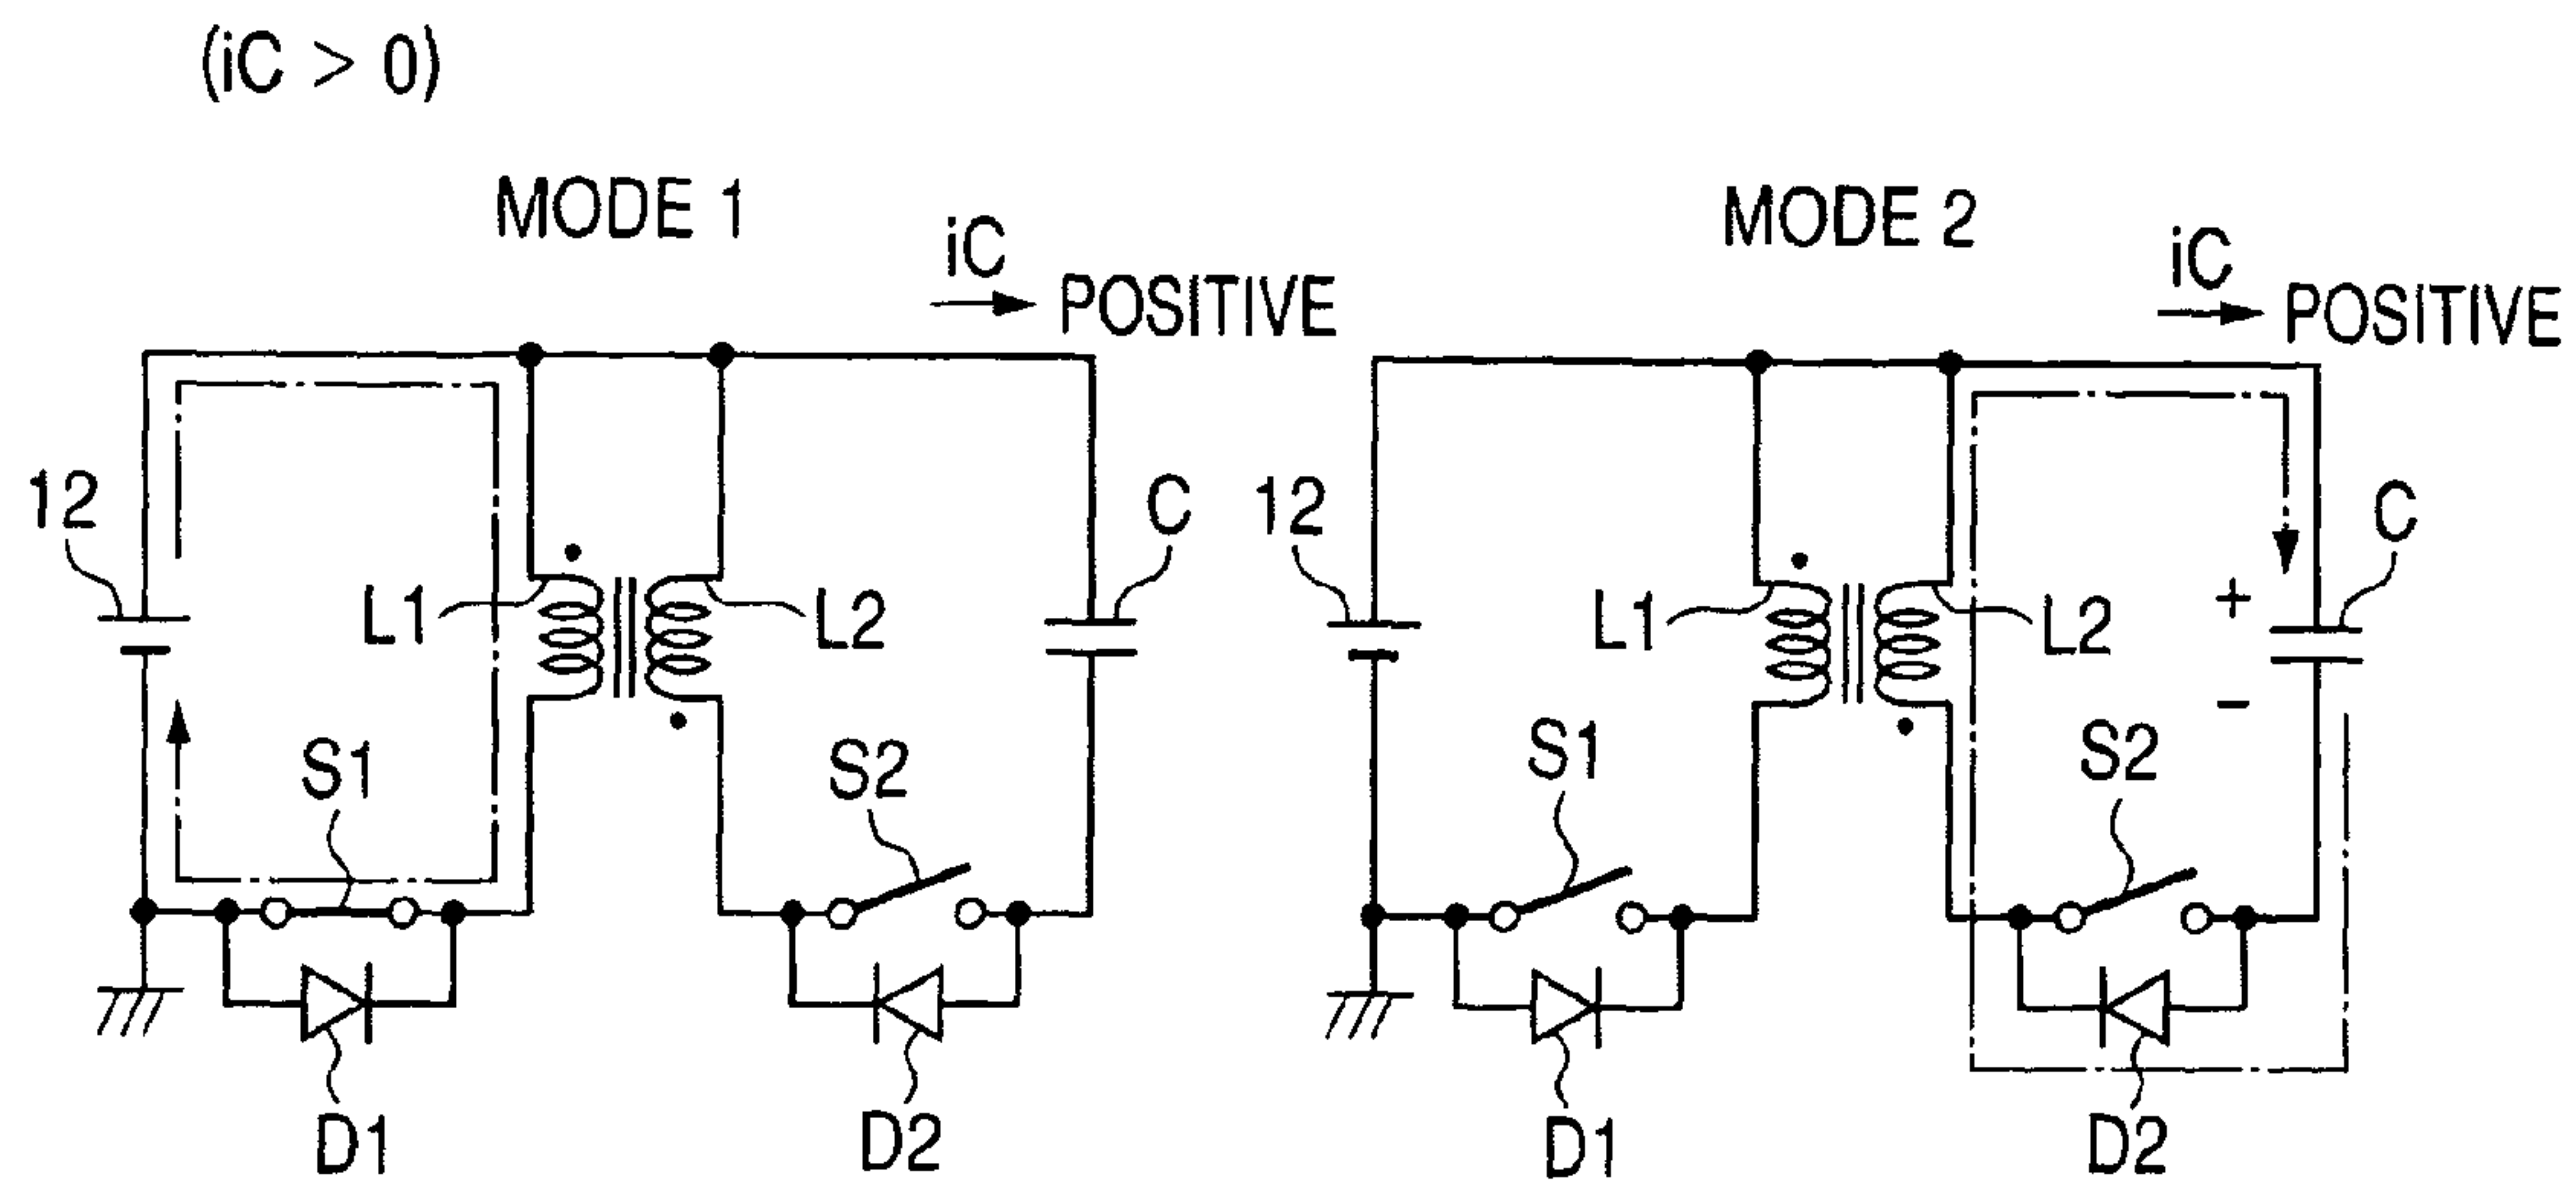 (iC > 0)
MODE 1
iC
POSITIVE
12
L1
L2
C
S1
S2
D1
D2
MODE 2
iC
POSITIVE
12
L1
L2
+
C
−
S1
S2
D1
D2